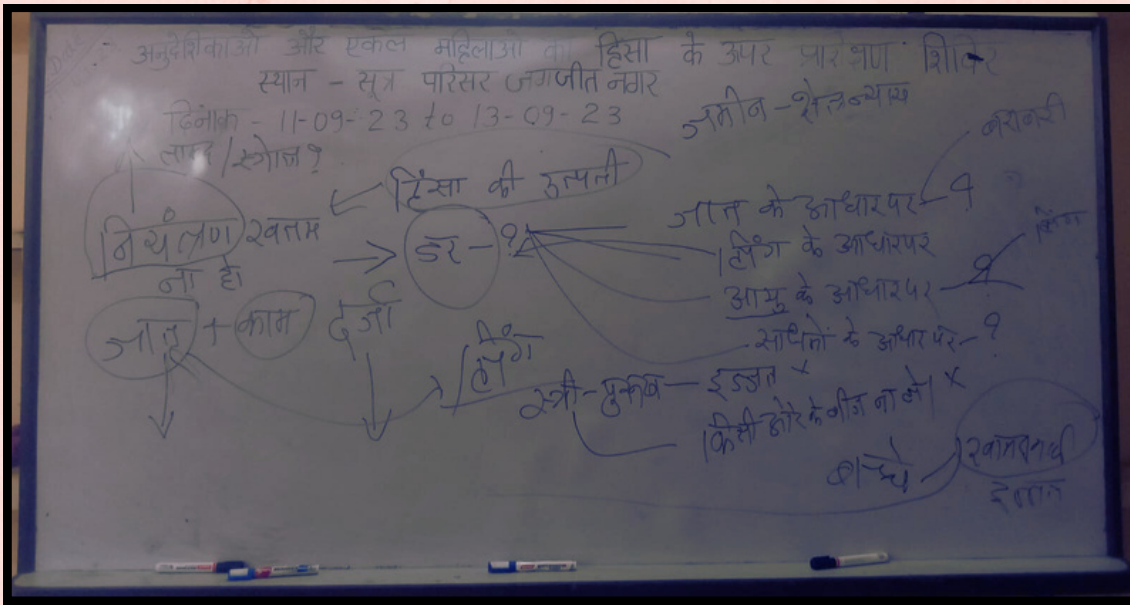 अनुदेशिकाओं और एकल महिलाओं का हिंसा के ऊपर प्रशिक्षण शिविर
स्थान - सूत्र परिसर जगजीत नगर
दिनांक - 11-09-23 to 13-09-23
जमीन -
बराबरी
हिंसा की उत्पती
नियंत्रण खतम
ना हो
डर - ?
जात के आधार पर - ?
लिंग के आधार पर
आयु के आधार पर - ?
लिंग
साधनों के आधार पर - ?
जात + काम दर्जा
लिंग
स्त्री - पुरूष - इज्जत x
किसी और के बीज ना ले x
बच्चे